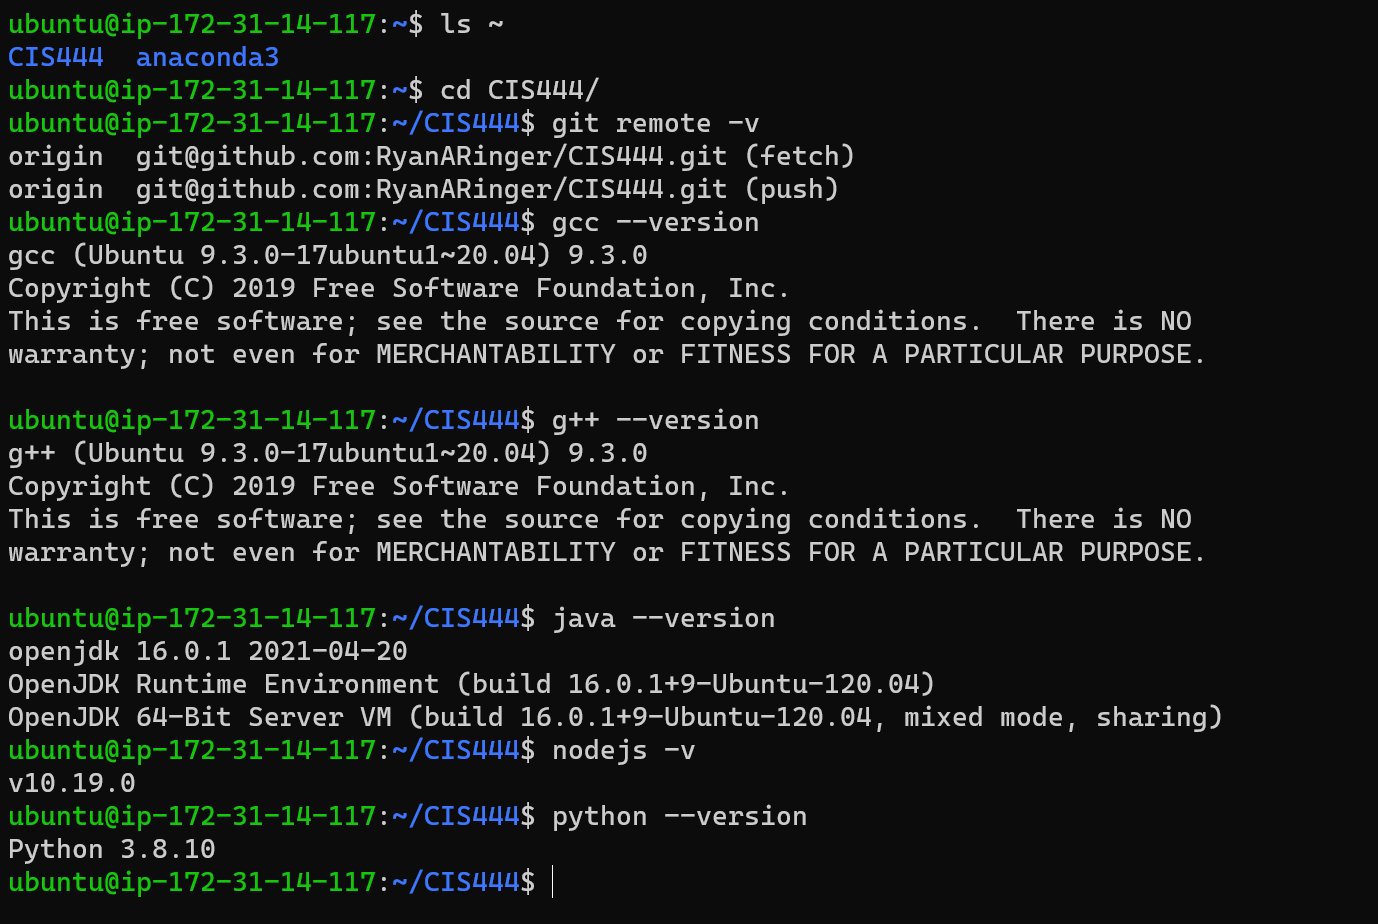 ubuntu@ip-172-31-14-117:~$ ls ~
CIS444  anaconda3
ubuntu@ip-172-31-14-117:~$ cd CIS444/
ubuntu@ip-172-31-14-117:~/CIS444$ git remote -v
origin  git@github.com:RyanARinger/CIS444.git (fetch)
origin  git@github.com:RyanARinger/CIS444.git (push)
ubuntu@ip-172-31-14-117:~/CIS444$ gcc --version
gcc (Ubuntu 9.3.0-17ubuntu1~20.04) 9.3.0
Copyright (C) 2019 Free Software Foundation, Inc.
This is free software; see the source for copying conditions.  There is NO
warranty; not even for MERCHANTABILITY or FITNESS FOR A PARTICULAR PURPOSE.

ubuntu@ip-172-31-14-117:~/CIS444$ g++ --version
g++ (Ubuntu 9.3.0-17ubuntu1~20.04) 9.3.0
Copyright (C) 2019 Free Software Foundation, Inc.
This is free software; see the source for copying conditions.  There is NO
warranty; not even for MERCHANTABILITY or FITNESS FOR A PARTICULAR PURPOSE.

ubuntu@ip-172-31-14-117:~/CIS444$ java --version
openjdk 16.0.1 2021-04-20
OpenJDK Runtime Environment (build 16.0.1+9-Ubuntu-120.04)
OpenJDK 64-Bit Server VM (build 16.0.1+9-Ubuntu-120.04, mixed mode, sharing)
ubuntu@ip-172-31-14-117:~/CIS444$ nodejs -v
v10.19.0
ubuntu@ip-172-31-14-117:~/CIS444$ python --version
Python 3.8.10
ubuntu@ip-172-31-14-117:~/CIS444$